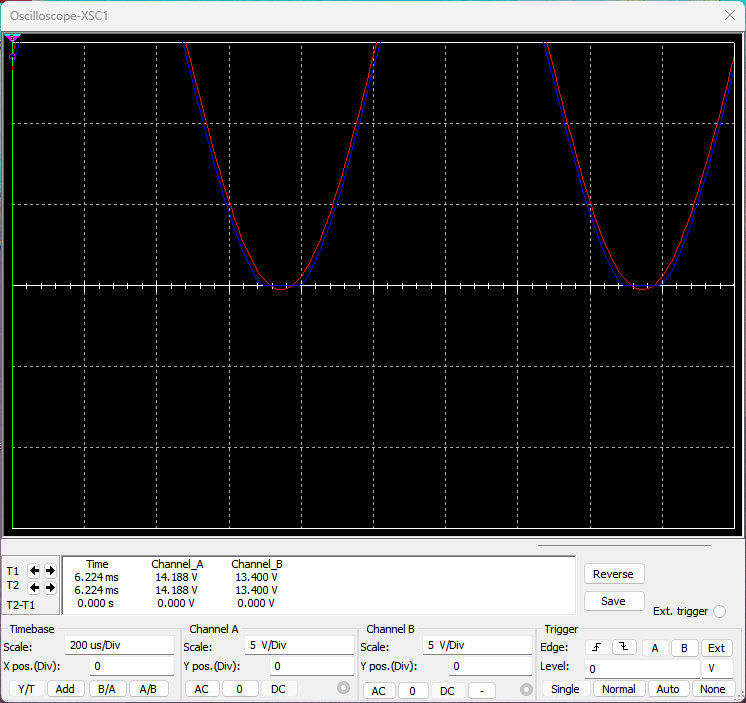 Oscilloscope-XSC1
Time Channel_A Channel_B
T1 6.224 ms 14.188 V 13.400 V
T2 6.224 ms 14.188 V 13.400 V
T2-T1 0.000 s 0.000 V 0.000 V
Reverse
Save
Ext. trigger
Timebase
Scale: 200 us/Div
X pos.(Div): 0
Y/T Add B/A A/B
Channel A
Scale: 5 V/Div
Y pos.(Div): 0
AC 0 DC
Channel B
Scale: 5 V/Div
Y pos.(Div): 0
AC 0 DC -
Trigger
Edge: A B Ext
Level: 0 V
Single Normal Auto None